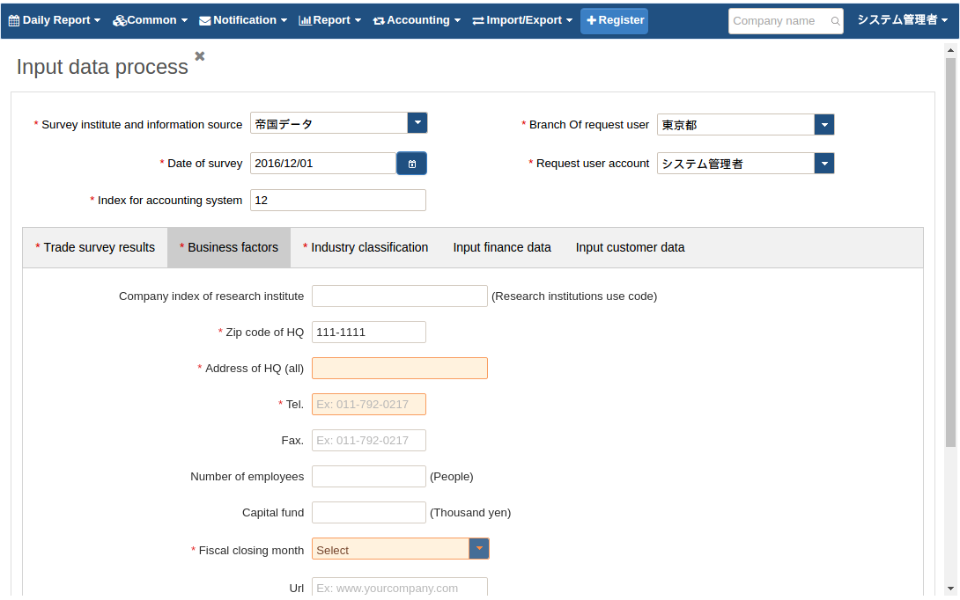 Daily Report Common Notification Report Accounting Import/Export Register Company name システム管理者
Input data process
* Survey institute and information source 帝国データ * Branch Of request user 東京都
* Date of survey 2016/12/01 * Request user account システム管理者
* Index for accounting system 12
* Trade survey results * Business factors * Industry classification Input finance data Input customer data
Company index of research institute (Research institutions use code)
* Zip code of HQ 111-1111
* Address of HQ (all)
* Tel. Ex: 011-792-0217
Fax. Ex: 011-792-0217
Number of employees (People)
Capital fund (Thousand yen)
* Fiscal closing month Select
Url Ex: www.yourcompany.com